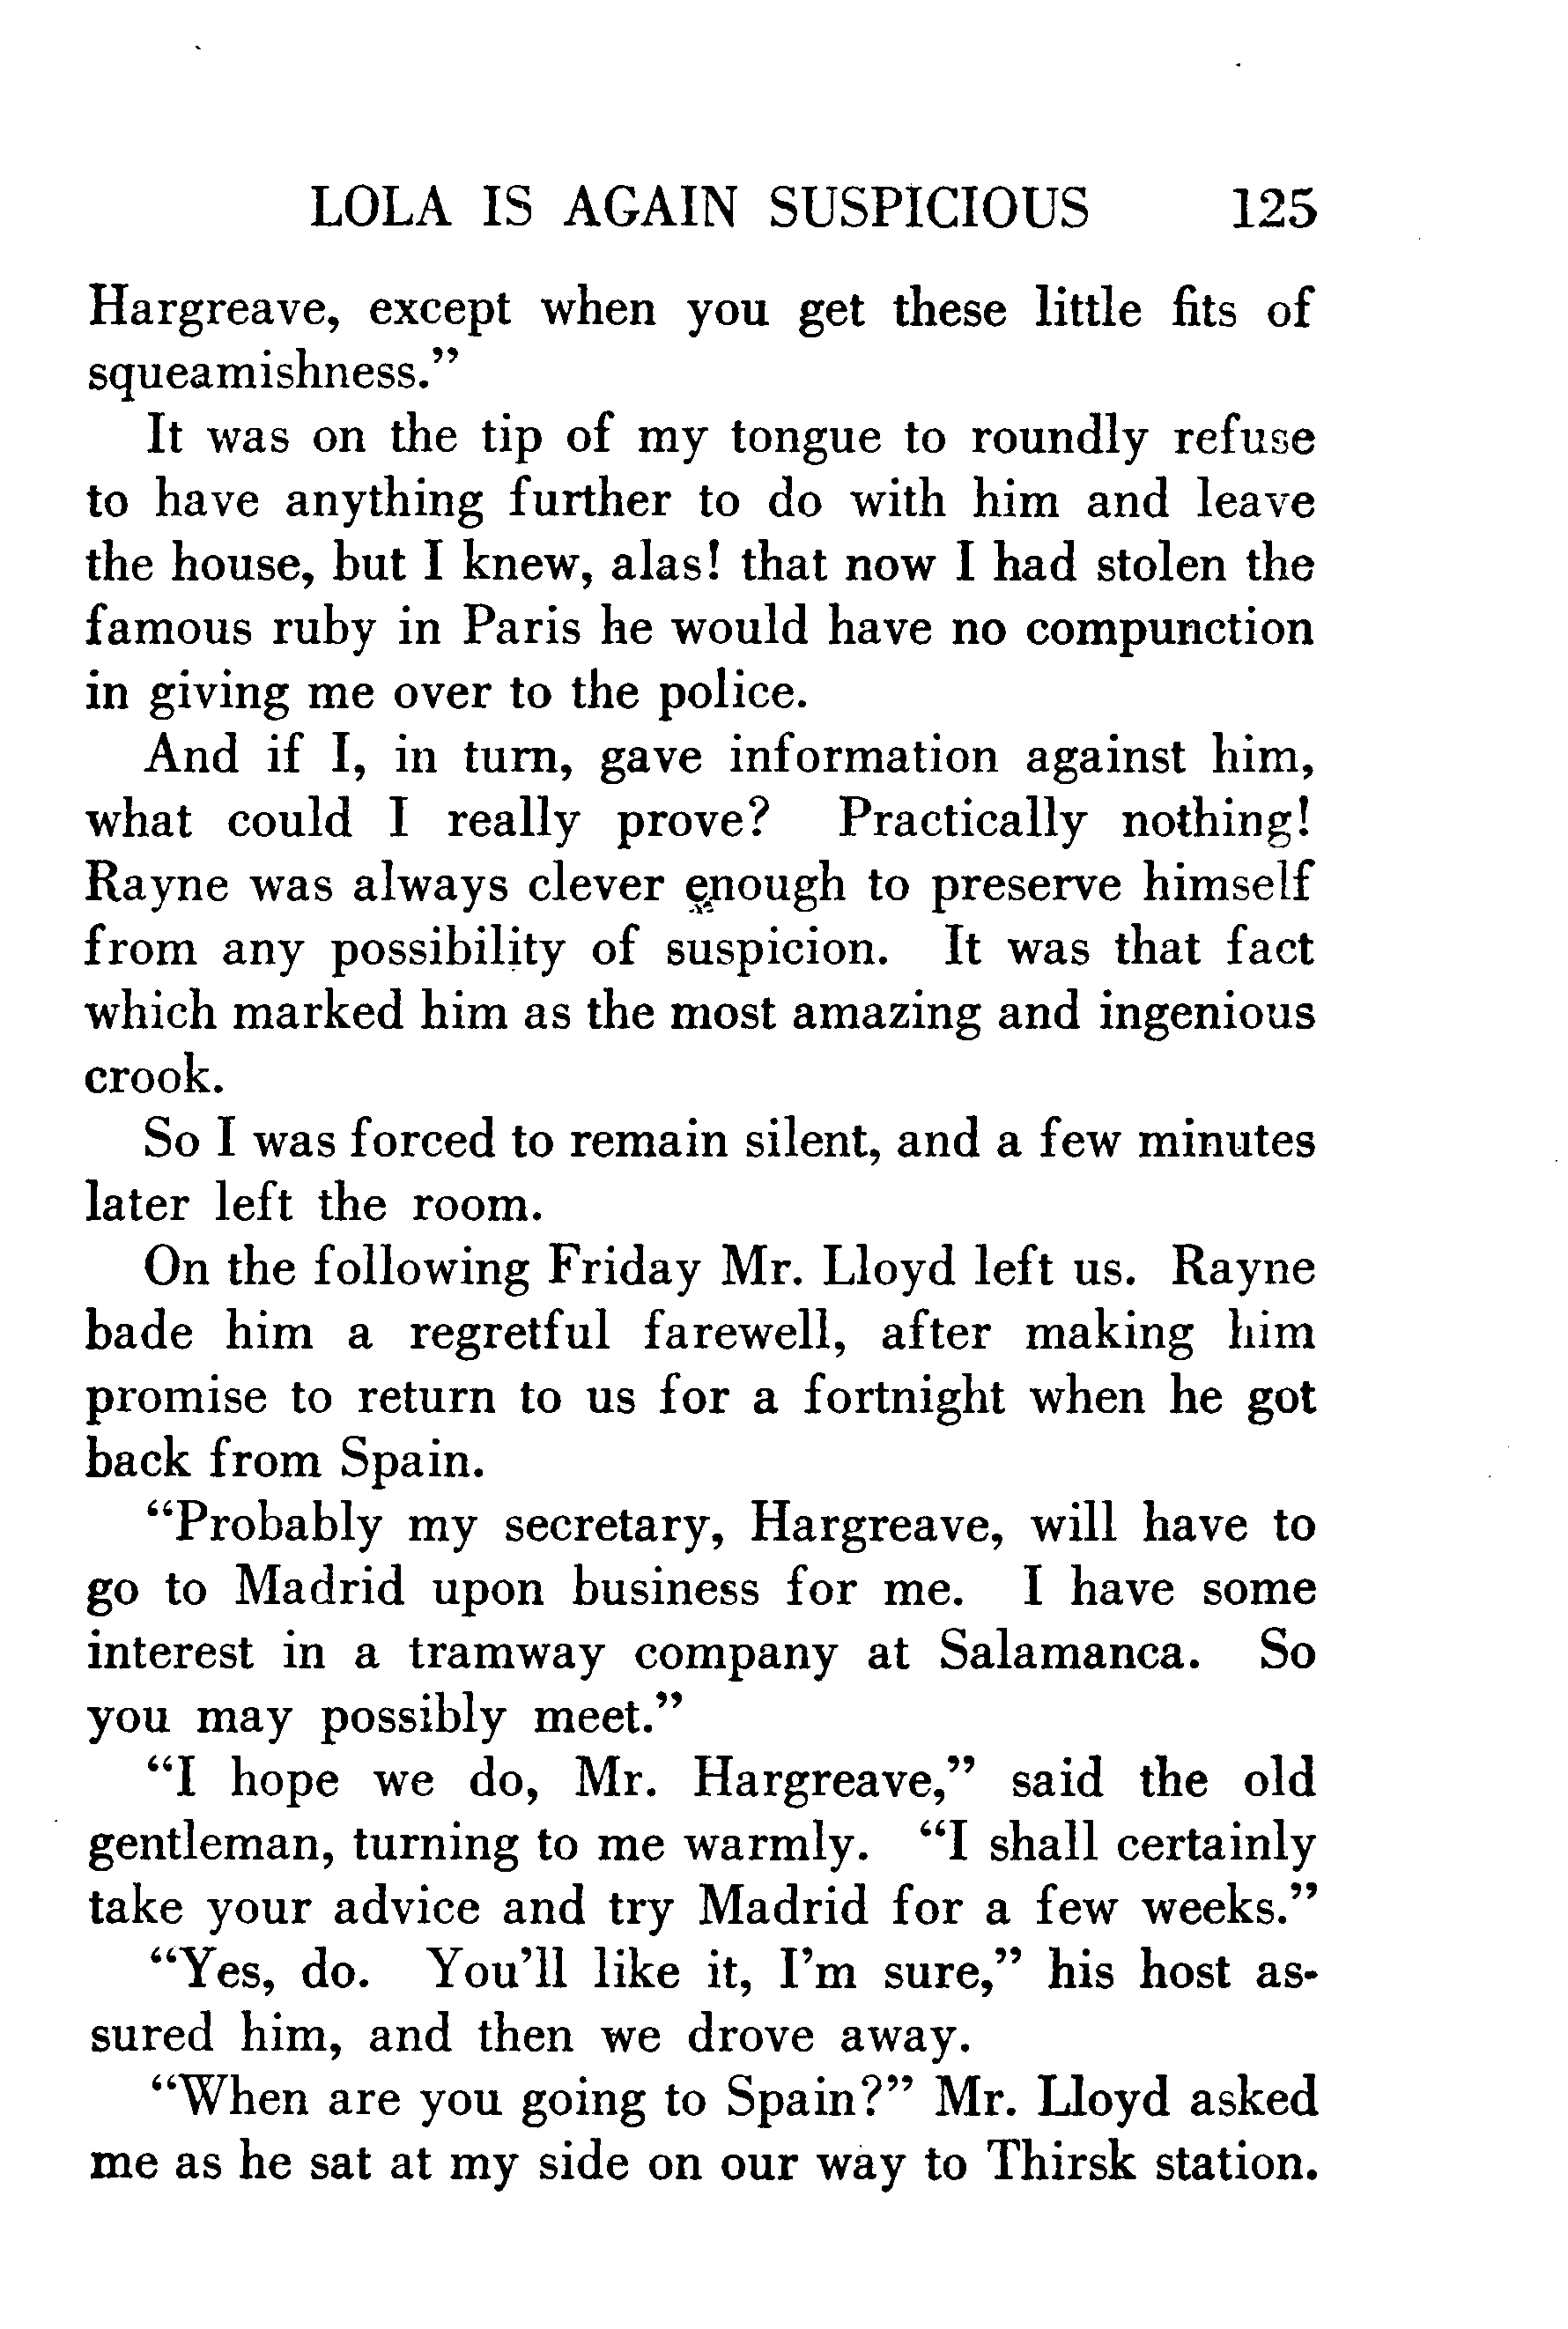 LOLA IS AGAIN SUSPICIOUS 125
Hargreave, except when you get these little fits of
squeamishness.”
It was on the tip of my tongue to roundly refuse
to have anything further to do with him and leave
the house, but I knew, alas! that now I had stolen the
famous ruby in Paris he would have no compunction
in giving me over to the police.
And if I, in turn, gave information against him,
what could I really prove? Practically nothing!
Rayne was always clever enough to preserve himself
from any possibility of suspicion. It was that fact
which marked him as the most amazing and ingenious
crook.
So I was forced to remain silent, and a few minutes
later left the room.
On the following Friday Mr. Lloyd left us. Rayne
bade him a regretful farewell, after making him
promise to return to us for a fortnight when he got
back from Spain.
“Probably my secretary, Hargreave, will have to
go to Madrid upon business for me. I have some
interest in a tramway company at Salamanca. So
you may possibly meet.”
“I hope we do, Mr. Hargreave,” said the old
gentleman, turning to me warmly. “I shall certainly
take your advice and try Madrid for a few weeks.”
“Yes, do. You’ll like it, I’m sure,” his host as-
sured him, and then we drove away.
“When are you going to Spain?” Mr. Lloyd asked
me as he sat at my side on our way to Thirsk station.